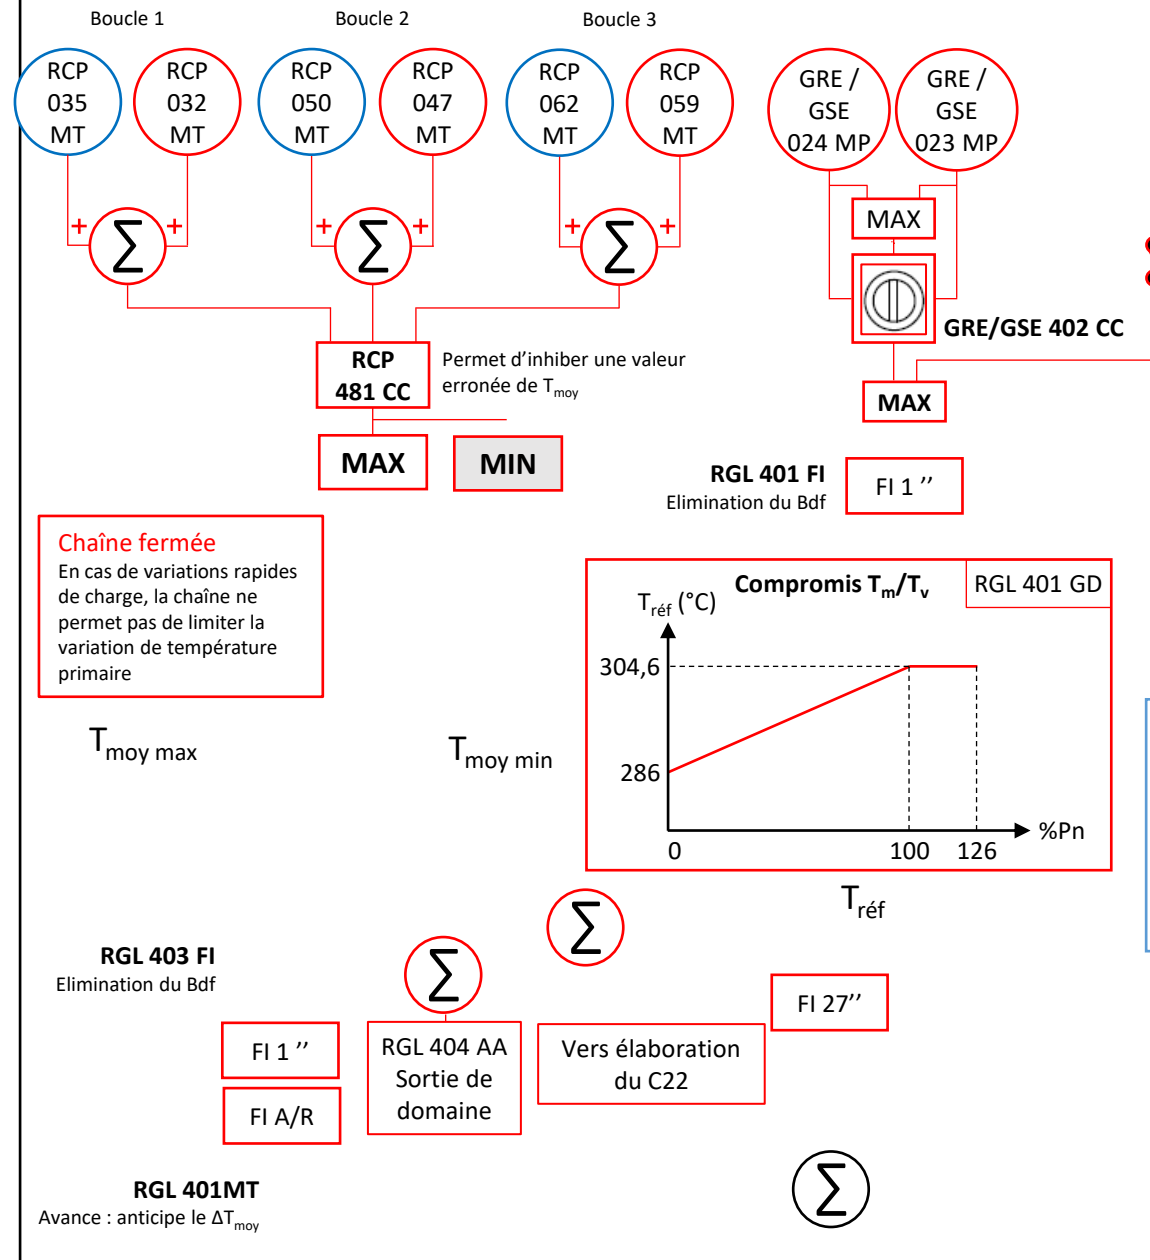 Boucle 1
Boucle 2
Boucle 3
RCP
035
MT
RCP
032
MT
RCP
050
MT
RCP
047
MT
RCP
062
MT
RCP
059
MT
GRE /
GSE
024 MP
GRE /
GSE
023 MP
+
∑
+
+
∑
+
+
∑
+
MAX
GRE/GSE 402 CC
RCP
481 CC
Permet d’inhiber une valeur
erronée de Tmoy
MAX
MAX
MIN
RGL 401 FI
Elimination du Bdf
FI 1 ’’
Chaîne fermée
En cas de variations rapides
de charge, la chaîne ne
permet pas de limiter la
variation de température
primaire
Compromis Tm/Tv
RGL 401 GD
Tréf (°C)
304,6
286
0
100
126
%Pn
Tmoy max
Tmoy min
Tréf
∑
RGL 403 FI
Elimination du Bdf
∑
FI 27’’
FI 1 ’’
RGL 404 AA
Sortie de
domaine
Vers élaboration
du C22
FI A/R
RGL 401MT
Avance : anticipe le ΔTmoy
∑